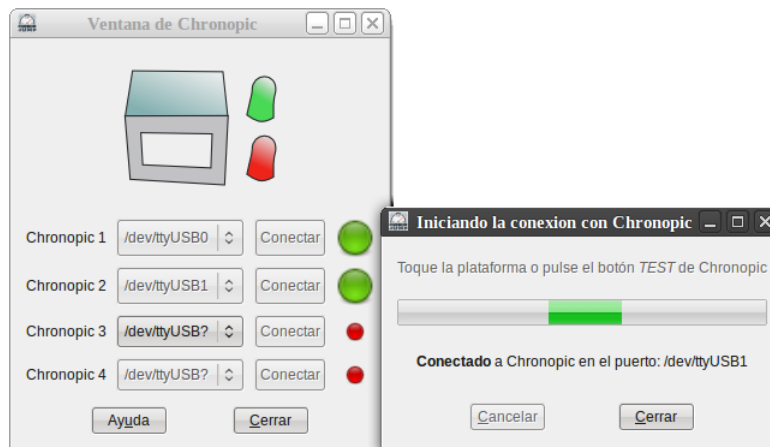 Ventana de Chronopic
Chronopic 1 /dev/ttyUSB0 Conectar
Chronopic 2 /dev/ttyUSB1 Conectar
Chronopic 3 /dev/ttyUSB? Conectar
Chronopic 4 /dev/ttyUSB? Conectar
Ayuda Cerrar
Iniciando la conexion con Chronopic
Toque la plataforma o pulse el botón TEST de Chronopic
Conectado a Chronopic en el puerto: /dev/ttyUSB1
Cancelar Cerrar